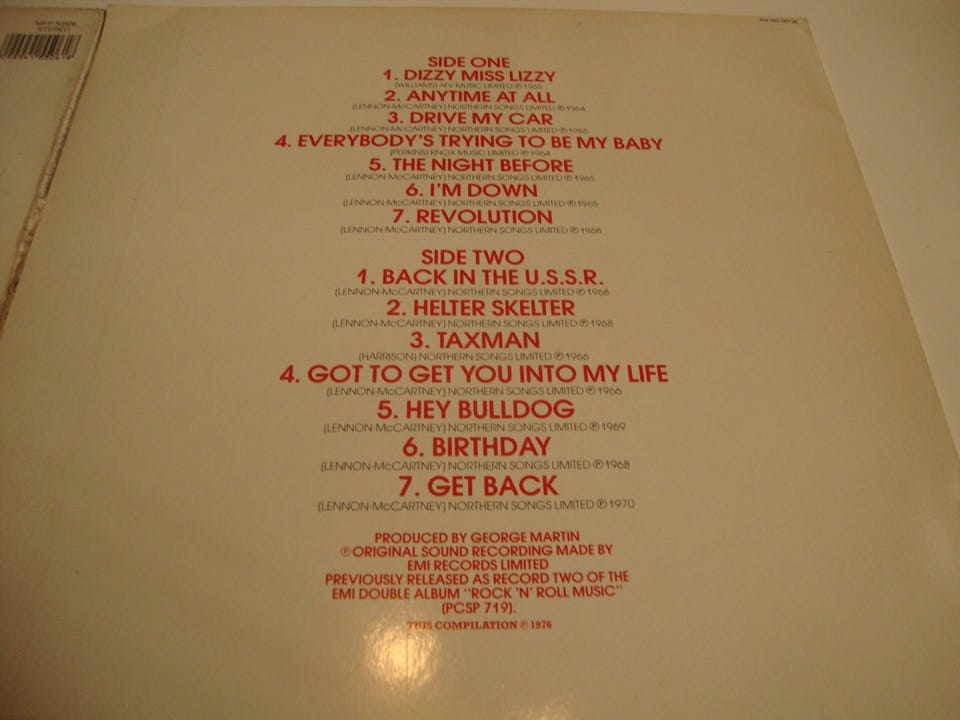 STEREO
SIDE ONE
1. DIZZY MISS LIZZY
(WILLIAMS) ATV MUSIC LIMITED ℗ 1965
2. ANYTIME AT ALL
(LENNON-McCARTNEY) NORTHERN SONGS LIMITED ℗ 1964
3. DRIVE MY CAR
(LENNON-McCARTNEY) NORTHERN SONGS LIMITED ℗ 1965
4. EVERYBODY'S TRYING TO BE MY BABY
(PERKINS) KNOX MUSIC LIMITED ℗ 1964
5. THE NIGHT BEFORE
(LENNON-McCARTNEY) NORTHERN SONGS LIMITED ℗ 1965
6. I'M DOWN
(LENNON-McCARTNEY) NORTHERN SONGS LIMITED ℗ 1965
7. REVOLUTION
(LENNON-McCARTNEY) NORTHERN SONGS LIMITED ℗ 1968
SIDE TWO
1. BACK IN THE U.S.S.R.
(LENNON-McCARTNEY) NORTHERN SONGS LIMITED ℗ 1968
2. HELTER SKELTER
(LENNON-McCARTNEY) NORTHERN SONGS LIMITED ℗ 1968
3. TAXMAN
(HARRISON) NORTHERN SONGS LIMITED ℗ 1966
4. GOT TO GET YOU INTO MY LIFE
(LENNON-McCARTNEY) NORTHERN SONGS LIMITED ℗ 1966
5. HEY BULLDOG
(LENNON-McCARTNEY) NORTHERN SONGS LIMITED ℗ 1969
6. BIRTHDAY
(LENNON-McCARTNEY) NORTHERN SONGS LIMITED ℗ 1968
7. GET BACK
(LENNON-McCARTNEY) NORTHERN SONGS LIMITED ℗ 1970
PRODUCED BY GEORGE MARTIN
℗ ORIGINAL SOUND RECORDING MADE BY
EMI RECORDS LIMITED
PREVIOUSLY RELEASED AS RECORD TWO OF THE
EMI DOUBLE ALBUM "ROCK 'N' ROLL MUSIC"
(PCSP 719).
THIS COMPILATION ℗ 1976